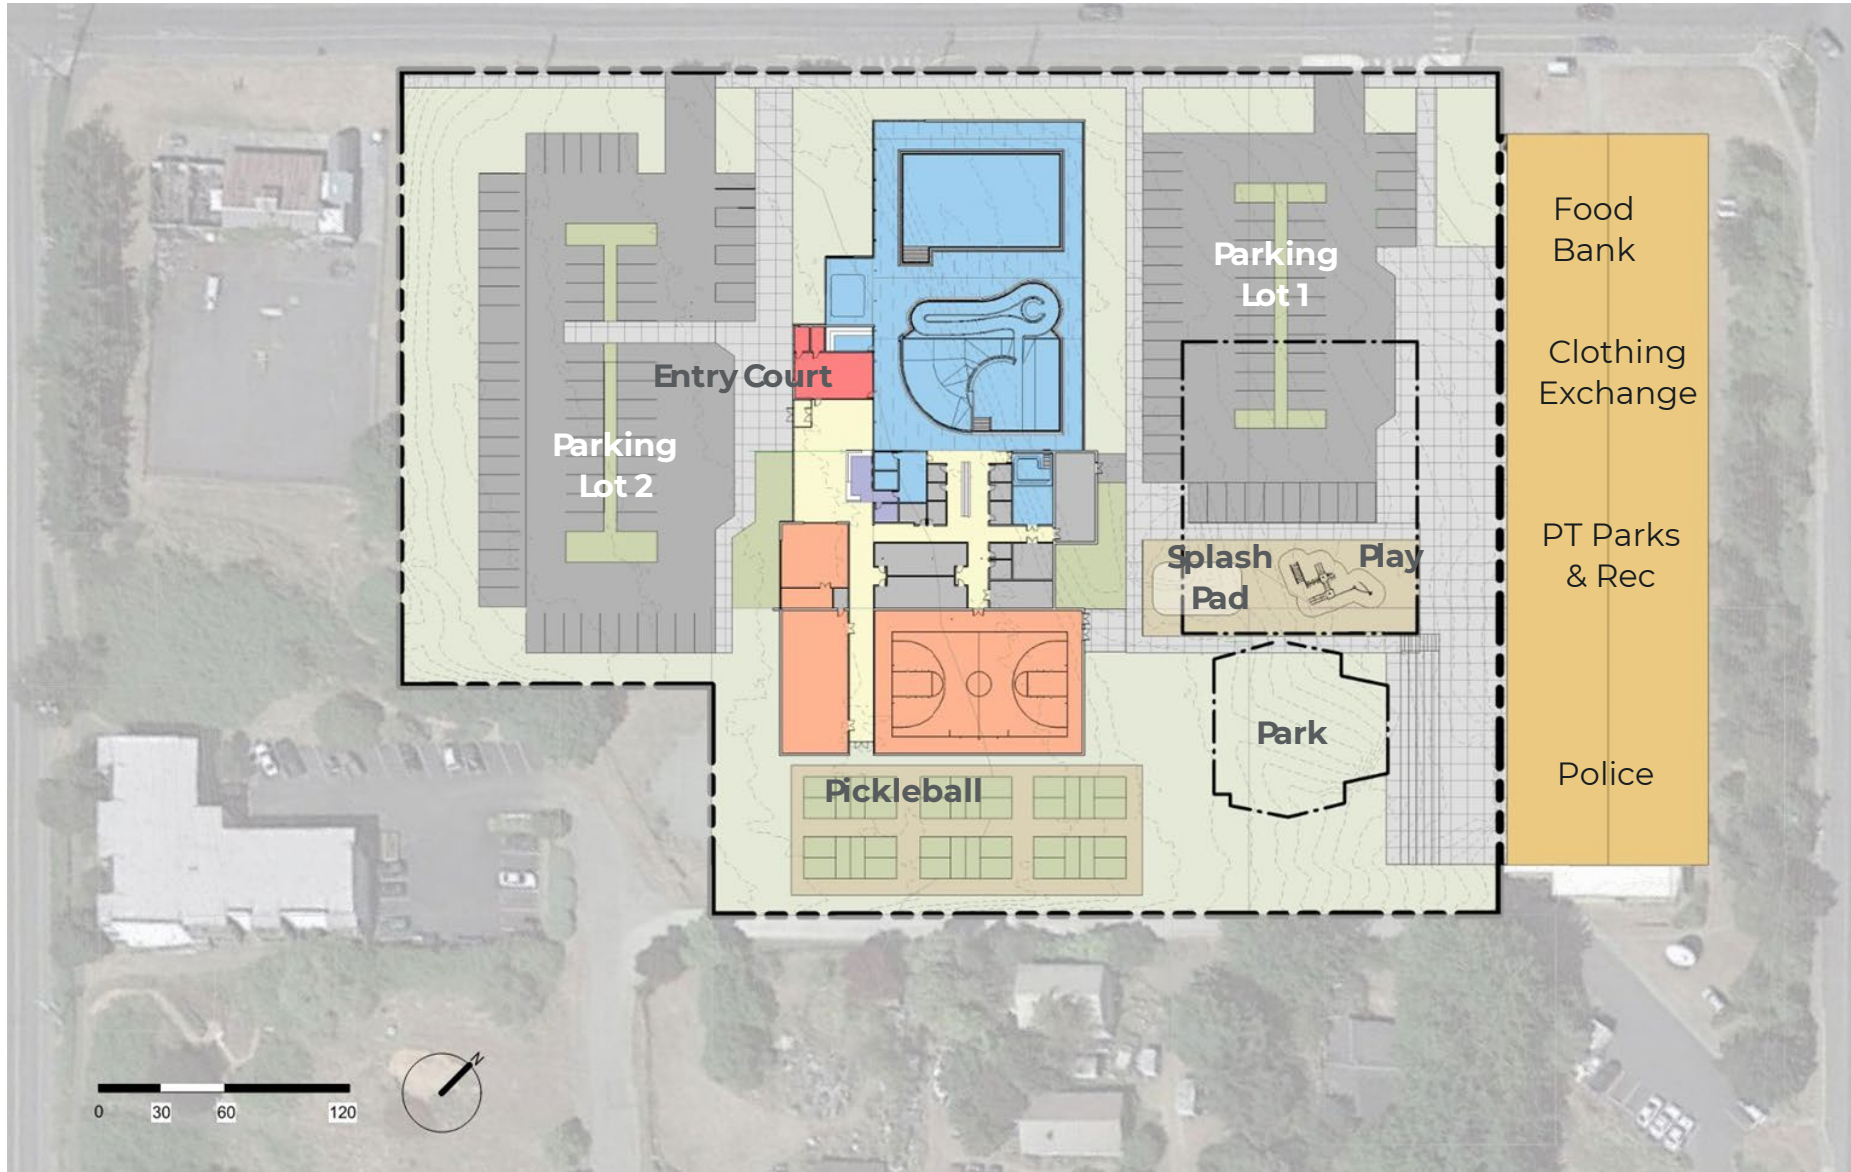 Food
Bank
Parking
Lot 1
Clothing
Exchange
Entry Court
Parking
Lot 2
PT Parks
& Rec
Splash
Pad
Play
Park
Police
Pickleball
N
0 30 60 120